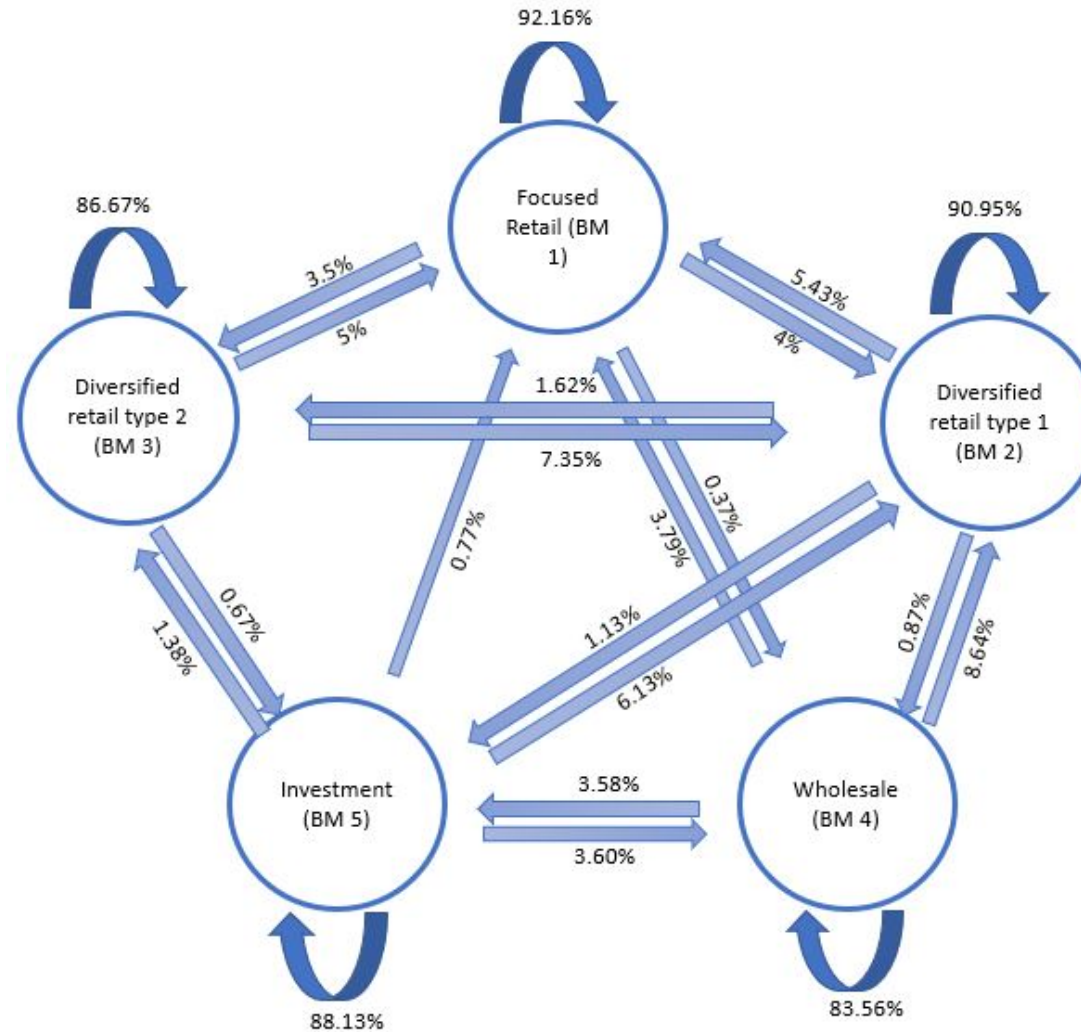 92.16%
Focused
Retail (BM
1)
86.67%
90.95%
3.5%
5%
5.43%
4%
Diversified
retail type 2
(BM 3)
Diversified
retail type 1
(BM 2)
1.62%
7.35%
0.77%
0.37%
3.79%
0.67%
1.38%
1.13%
6.13%
0.87%
8.64%
Investment
(BM 5)
3.58%
3.60%
Wholesale
(BM 4)
88.13%
83.56%